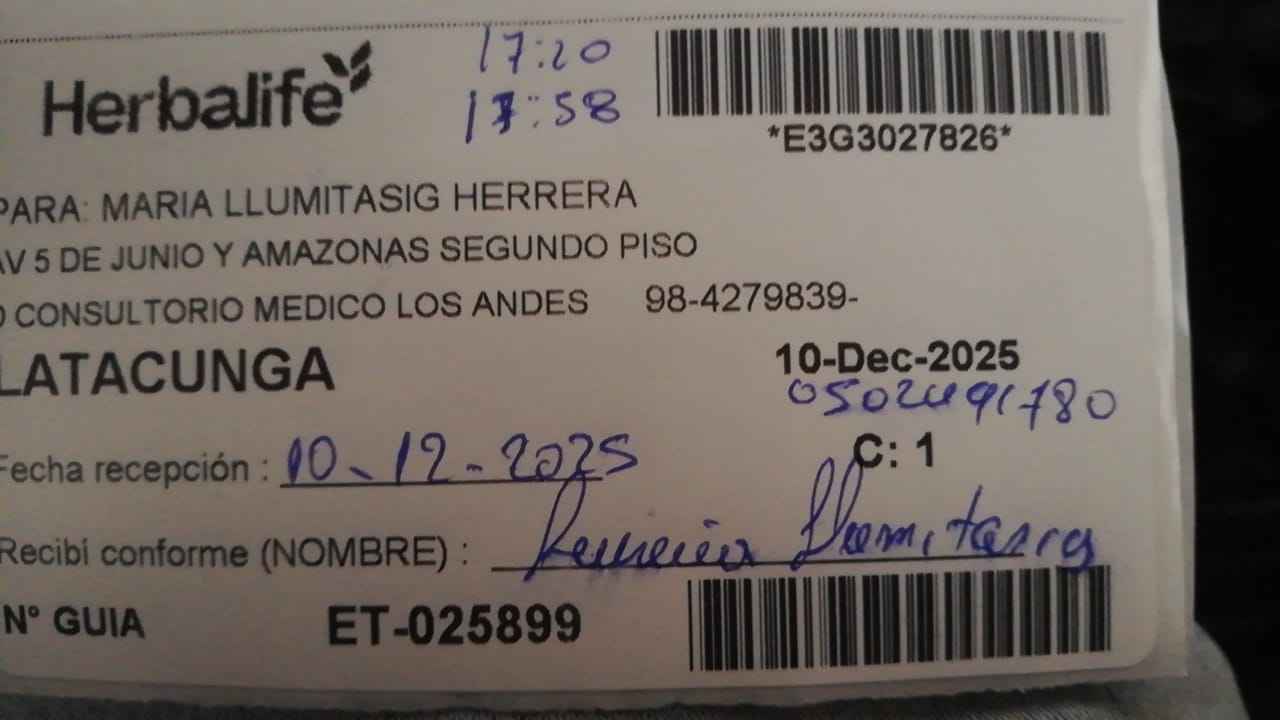 Herbalife
17:20
17:58
*E3G3027826*
PARA: MARIA LLUMITASIG HERRERA
AV 5 DE JUNIO Y AMAZONAS SEGUNDO PISO
O CONSULTORIO MEDICO LOS ANDES 98-4279839-
LATACUNGA
10-Dec-2025
Fecha recepción : 10-12-2025
C: 1
Recibí conforme (NOMBRE) : Llumitasig
Nº GUIA ET-025899